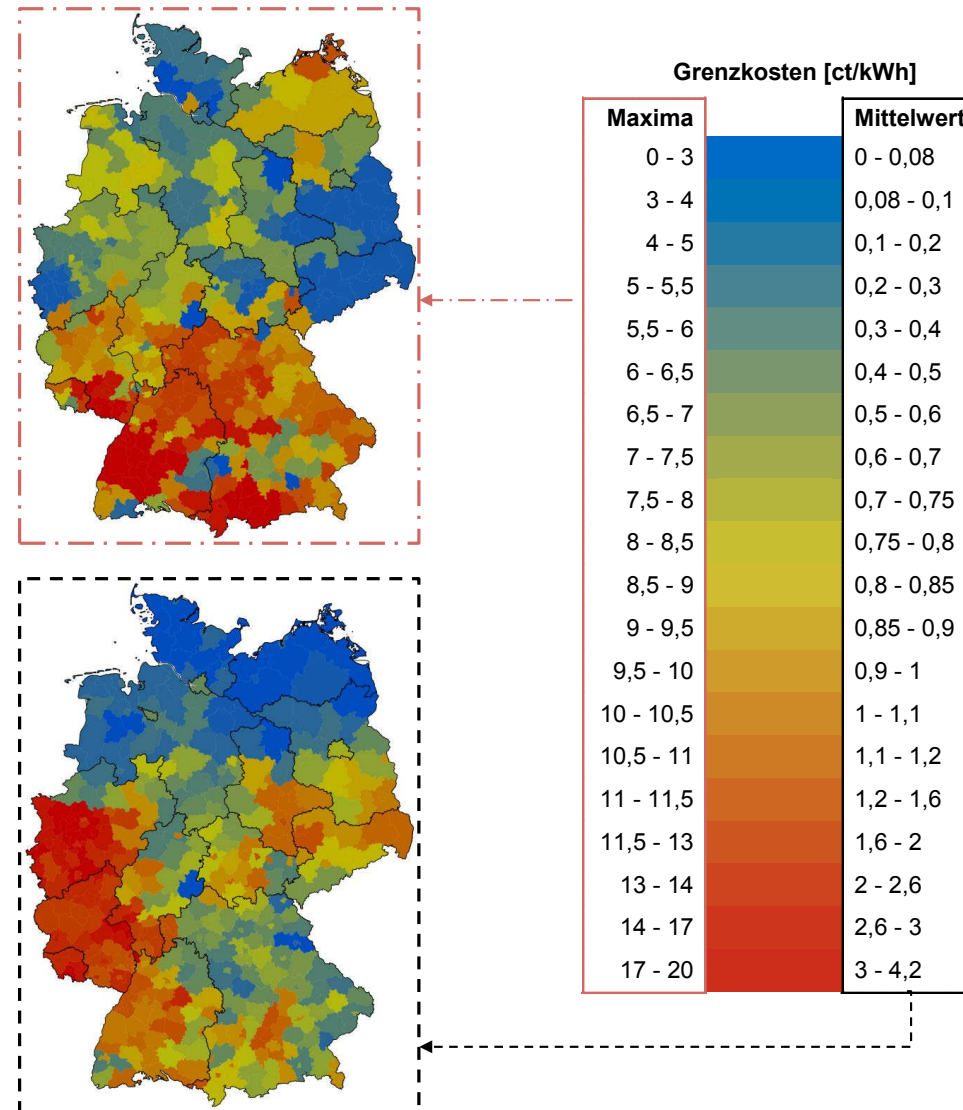 Grenzkosten [ct/kWh]
Maxima Mittelwert
0 - 3 0 - 0,08
3 - 4 0,08 - 0,1
4 - 5 0,1 - 0,2
5 - 5,5 0,2 - 0,3
5,5 - 6 0,3 - 0,4
6 - 6,5 0,4 - 0,5
6,5 - 7 0,5 - 0,6
7 - 7,5 0,6 - 0,7
7,5 - 8 0,7 - 0,75
8 - 8,5 0,75 - 0,8
8,5 - 9 0,8 - 0,85
9 - 9,5 0,85 - 0,9
9,5 - 10 0,9 - 1
10 - 10,5 1 - 1,1
10,5 - 11 1,1 - 1,2
11 - 11,5 1,2 - 1,6
11,5 - 13 1,6 - 2
13 - 14 2 - 2,6
14 - 17 2,6 - 3
17 - 20 3 - 4,2